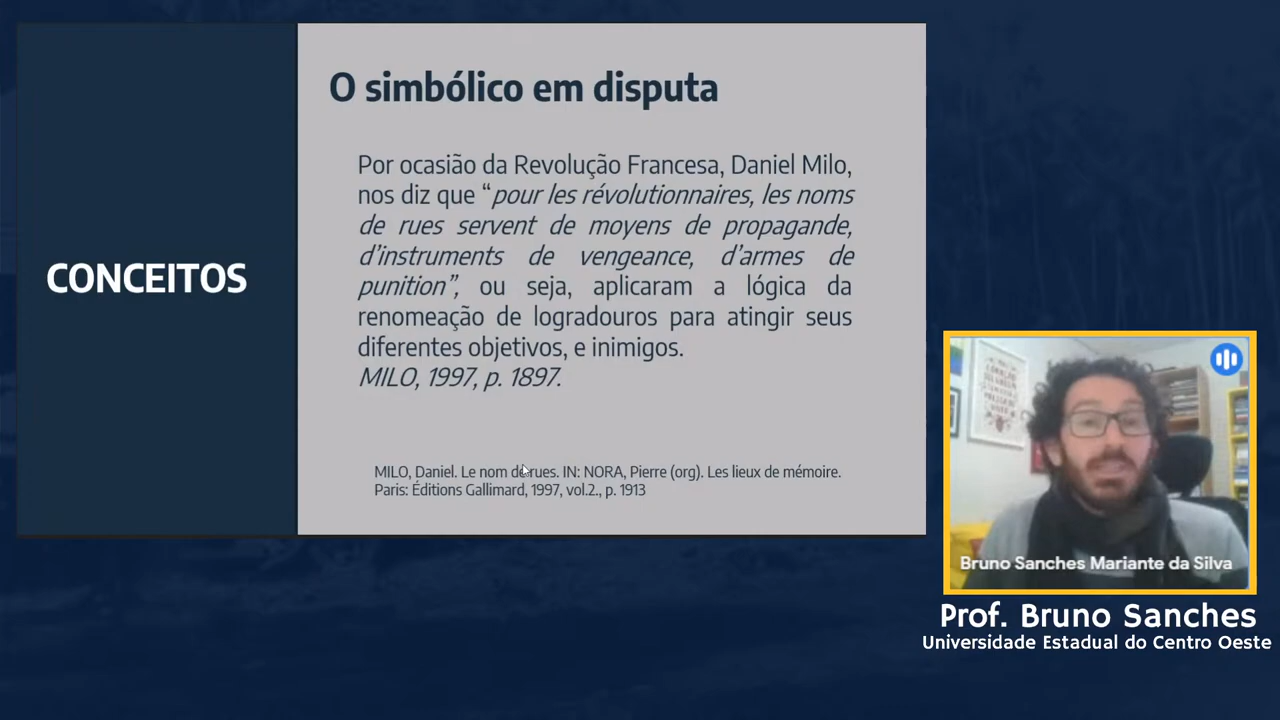 CONCEITOS
O simbólico em disputa
Por ocasião da Revolução Francesa, Daniel Milo,
nos diz que “pour les révolutionnaires, les noms
de rues servent de moyens de propagande,
d’instruments de vengeance, d’armes de
punition”, ou seja, aplicaram a lógica da
renomeação de logradouros para atingir seus
diferentes objetivos, e inimigos.
MILO, 1997, p. 1897.
MILO, Daniel. Le nom de rues. IN: NORA, Pierre (org). Les lieux de mémoire.
Paris: Éditions Gallimard, 1997, vol.2., p. 1913
Bruno Sanches Mariante da Silva
Prof. Bruno Sanches
Universidade Estadual do Centro Oeste